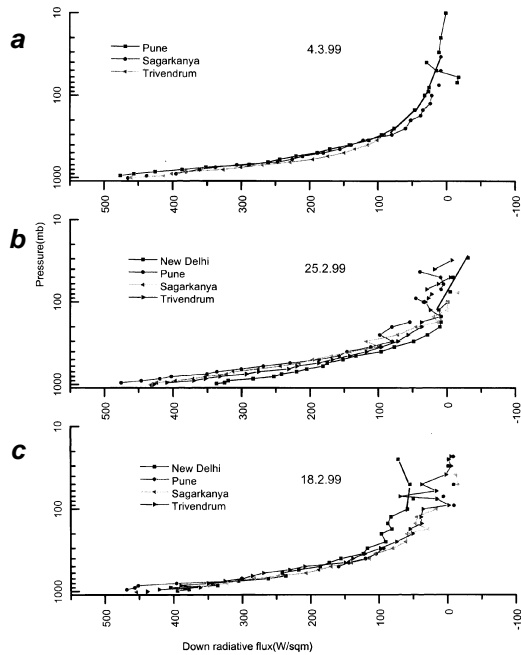 a
10
100
1000
Pune
Sagarkanya
Trivendrum
4.3.99
500
400
300
200
100
0
-100
Pressure(mb)
b
10
100
1000
New Delhi
Pune
Sagarkanya
Trivendrum
25.2.99
500
400
300
200
100
0
-100
c
10
100
1000
New Delhi
Pune
Sagarkanya
Trivendrum
18.2.99
500
400
300
200
100
0
-100
Down radiative flux(W/sqm)